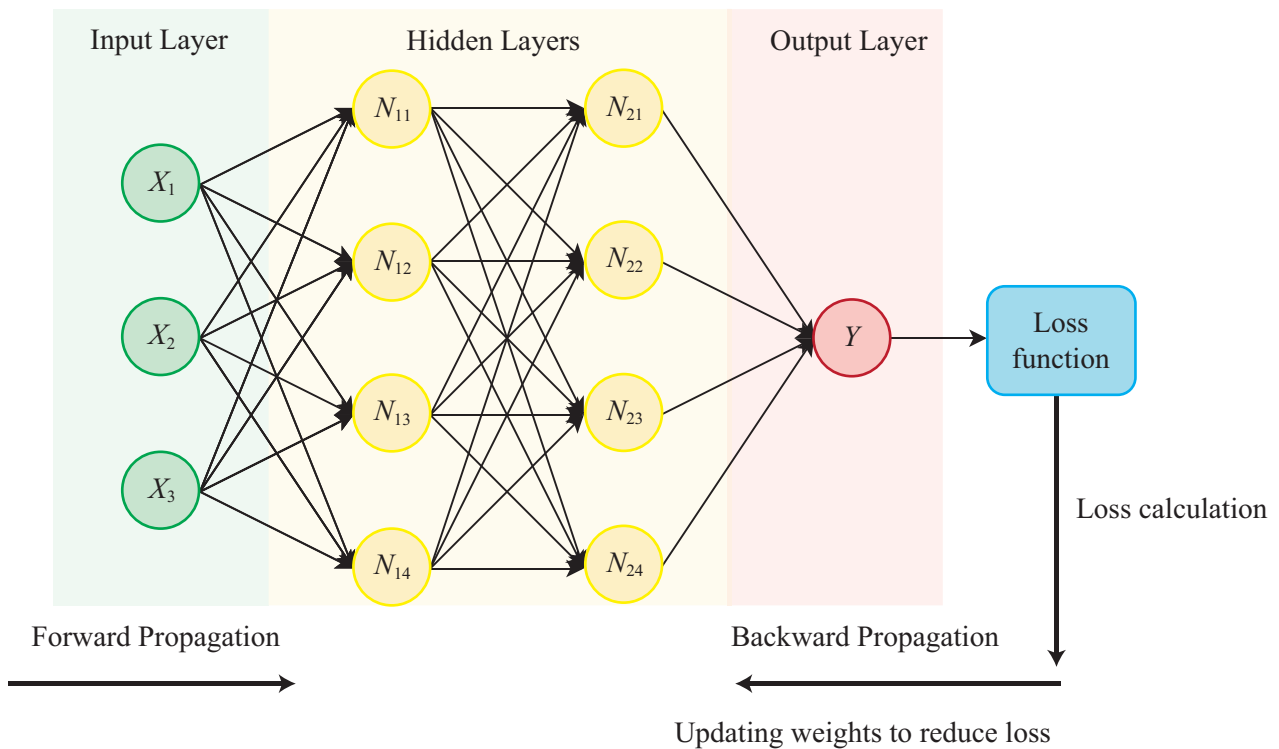 Input Layer
Hidden Layers
Output Layer
X₁
X₂
X₃
N₁₁
N₁₂
N₁₃
N₁₄
N₂₁
N₂₂
N₂₃
N₂₄
Y
Loss
function
Loss calculation
Forward Propagation
Backward Propagation
Updating weights to reduce loss